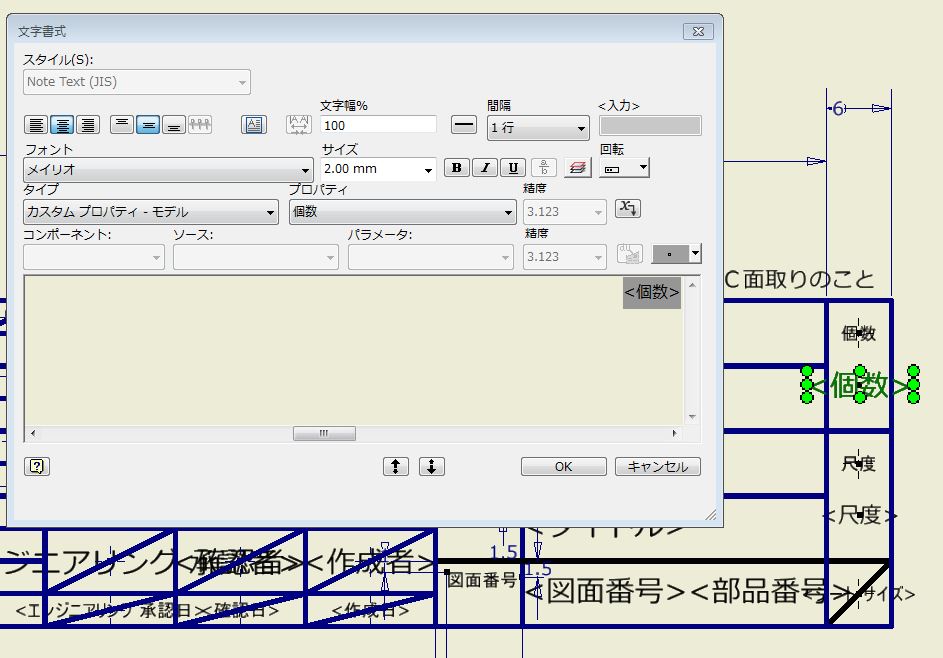 文字書式
スタイル(S):
Note Text (JIS)
文字幅%
間隔
<入力>
100
1 行
フォント
サイズ
回転
メイリオ
2.00 mm
B I U
タイプ
プロパティ
精度
カスタム プロパティ - モデル
個数
3.123
コンポーネント:
ソース:
パラメータ:
精度
3.123
<個数>
OK
キャンセル
6
C面取りのこと
個数
<個数>
尺度
<尺度>
<タイトル>
1.5
1.5
ジニアリング
<作成者>
図面番号
<図面番号><部品番号>
サイズ>
<エンジニアリング 承認日>
<確認日>
<作成日>